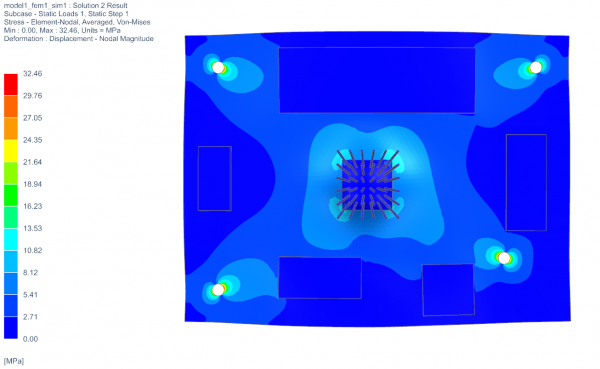 model1_fem1_sim1 : Solution 2 Result
Subcase - Static Loads 1, Static Step 1
Stress - Element-Nodal, Averaged, Von-Mises
Min : 0.00, Max : 32.46, Units = MPa
Deformation : Displacement - Nodal Magnitude
32.46
29.76
27.05
24.35
21.64
18.94
16.23
13.53
10.82
8.12
5.41
2.71
0.00
[MPa]